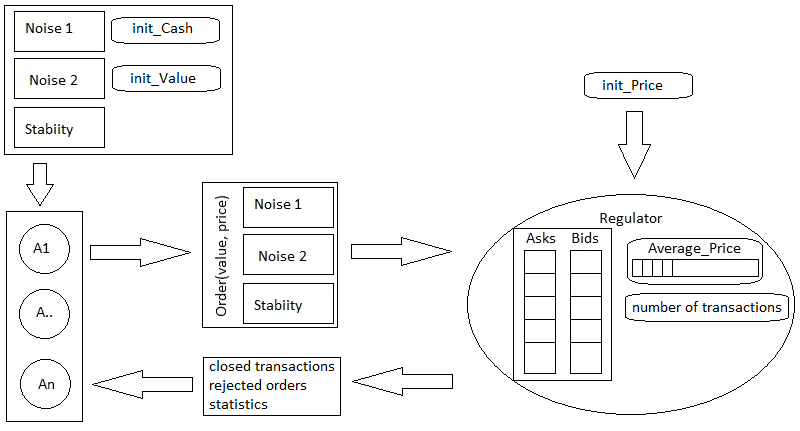 Noise 1
init_Cash
Noise 2
init_Value
Stabiity
init_Price
A1
A..
An
Order(value, price)
Noise 1
Noise 2
Stabiity
closed transactions
rejected orders
statistics
Regulator
Asks
Bids
Average_Price
number of transactions